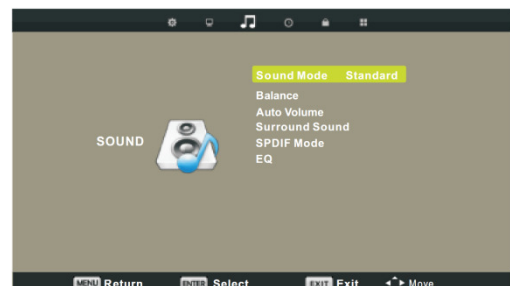 Sound Mode Standard
Balance
Auto Volume
Surround Sound
SPDIF Mode
EQ
SOUND
MENU Return ENTER Select EXIT Exit Move